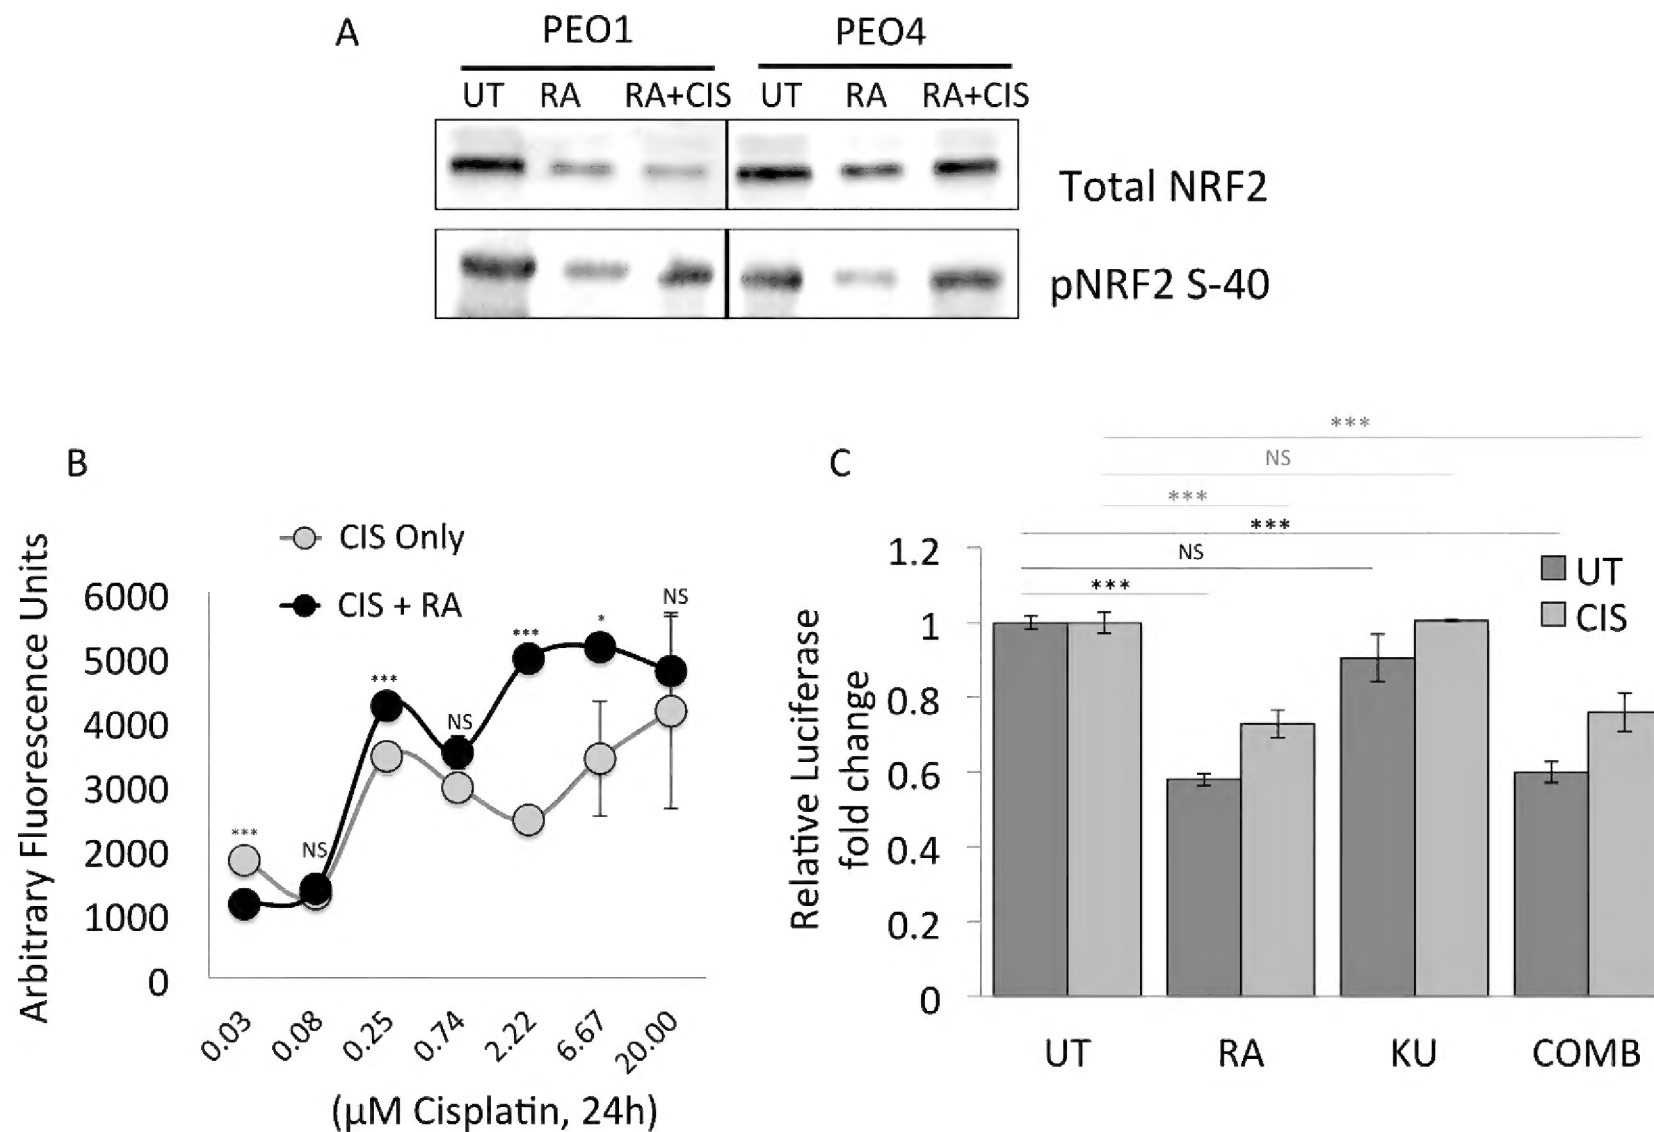 A
PEO1
PEO4
UT RA RA+CIS UT RA RA+CIS
Total NRF2
pNRF2 S-40
B
CIS Only
CIS + RA
Arbitrary Fluorescence Units
6000
5000
4000
3000
2000
1000
0
*** NS *** NS *** * NS
0.03 0.08 0.25 0.74 2.22 6.67 20.00
(µM Cisplatin, 24h)
C
***
NS
***
***
NS
***
UT
CIS
Relative Luciferase
fold change
1.2
1
0.8
0.6
0.4
0.2
0
UT RA KU COMB